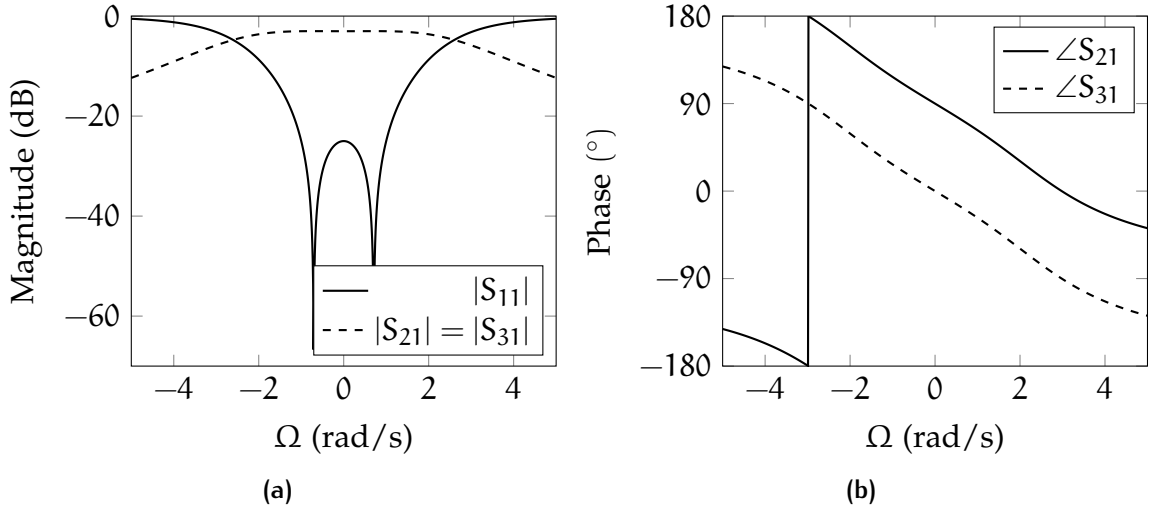 0
−20
−40
−60
Magnitude (dB)
|S11|
|S21| = |S31|
−4 −2 0 2 4
Ω (rad/s)
(a)
180
90
0
−90
−180
Phase (°)
∠S21
∠S31
−4 −2 0 2 4
Ω (rad/s)
(b)